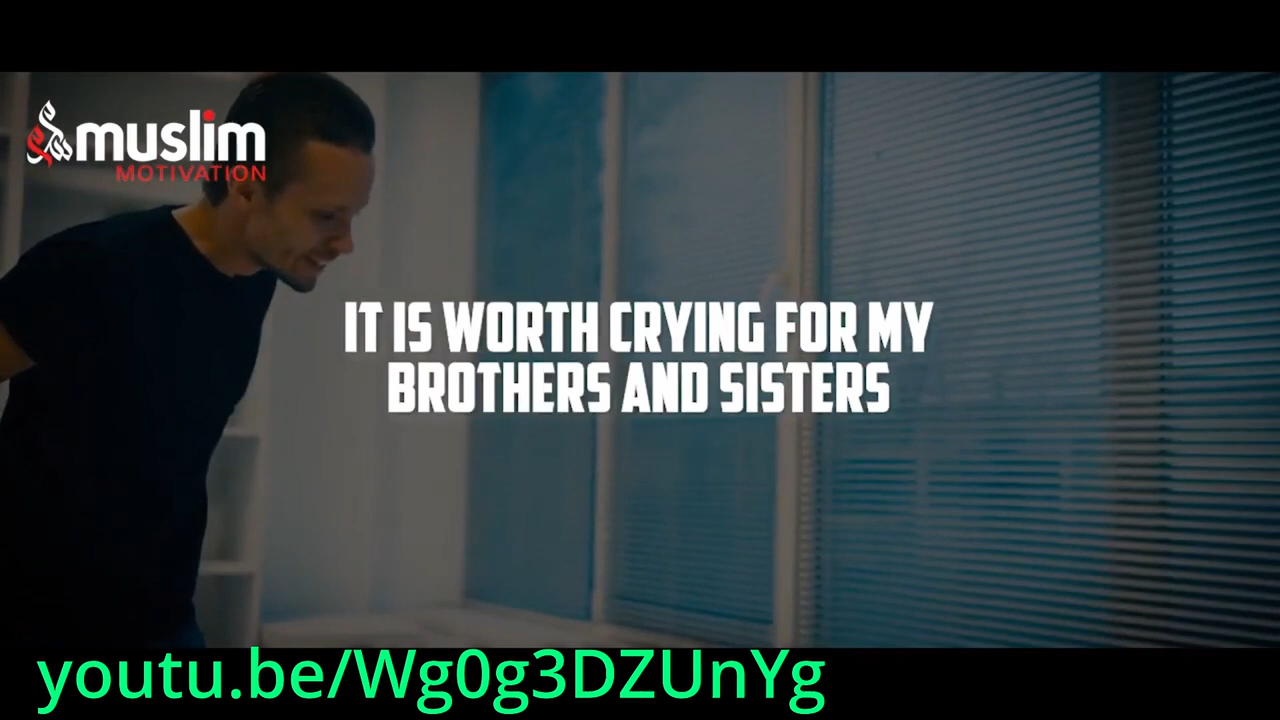 muslim
MOTIVATION
IT IS WORTH CRYING FOR MY
BROTHERS AND SISTERS
youtu.be/Wg0g3DZUnYg